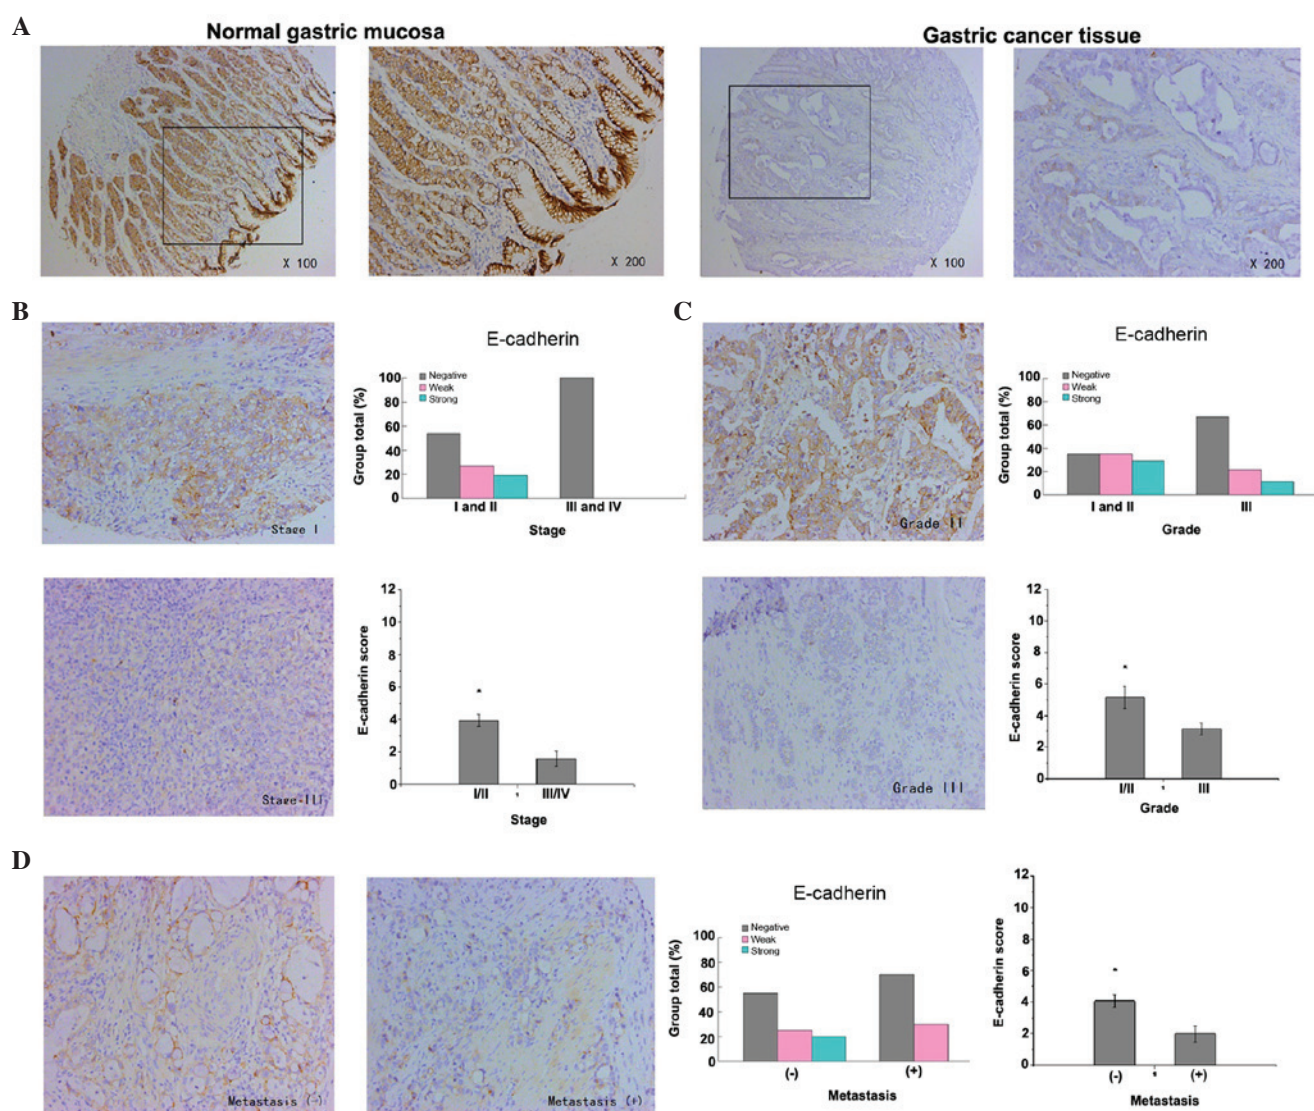 A
Normal gastric mucosa
Gastric cancer tissue
X 100
X 200
X 100
X 200
B
Stage I
E-cadherin
Negative
Weak
Strong
Group total (%)
100
80
60
40
20
0
I and II
III and IV
Stage
Stage III
E-cadherin score
12
10
8
6
4
2
0
*
I/II
III/IV
Stage
C
Grade II
E-cadherin
Negative
Weak
Strong
Group total (%)
100
80
60
40
20
0
I and II
III
Grade
Grade III
E-cadherin score
12
10
8
6
4
2
0
*
I/II
III
Grade
D
Metastasis (-)
Metastasis (+)
E-cadherin
Negative
Weak
Strong
Group total (%)
100
80
60
40
20
0
(-)
(+)
Metastasis
E-cadherin score
12
10
8
6
4
2
0
*
(-)
(+)
Metastasis